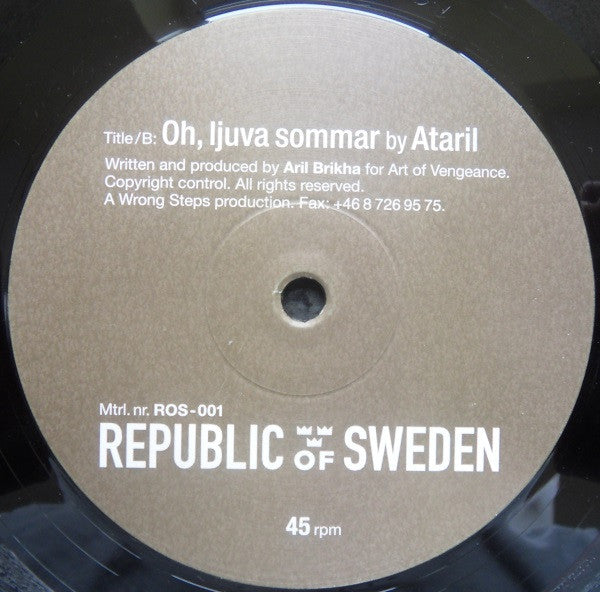 Title/B: Oh, ljuva sommar by Ataril
Written and produced by Aril Brikha for Art of Vengeance.
Copyright control. All rights reserved.
A Wrong Steps production. Fax: +46 8 726 95 75.
Mtrl. nr. ROS-001
REPUBLIC OF SWEDEN
45 rpm